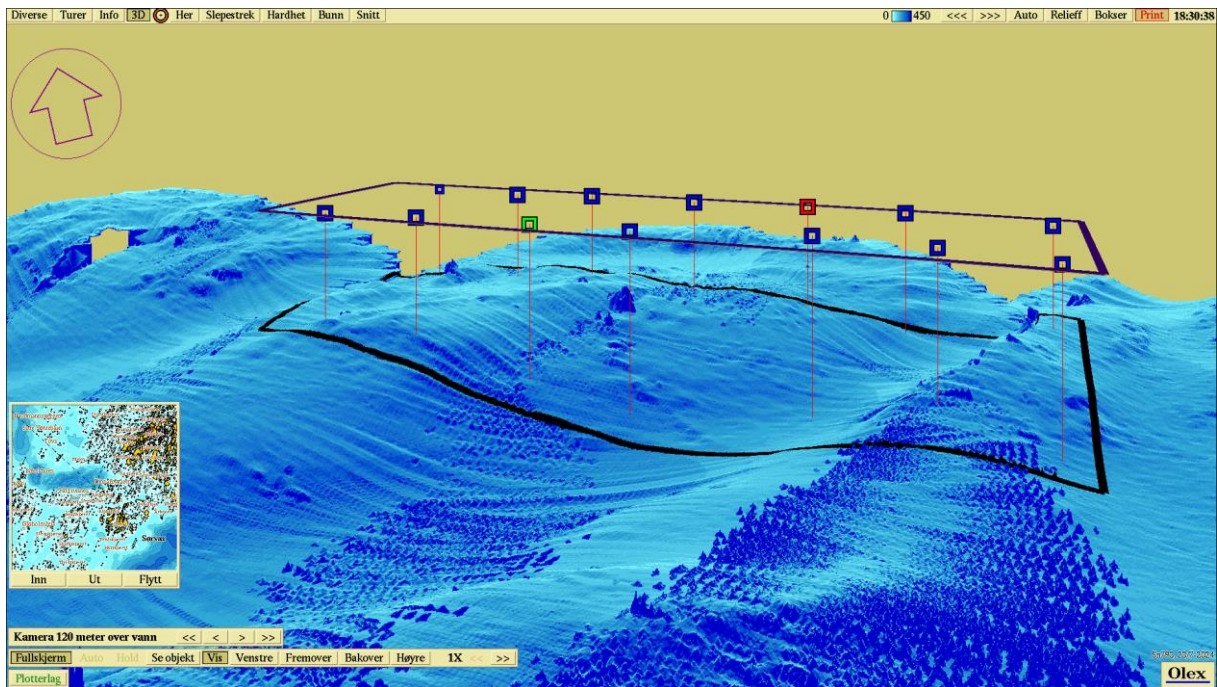 Diverse Turer Info 3D Her Slepestrek Hardhet Bunn Snitt 0 450 <<< >>> Auto Relieff Bokser Print 18:30:38
Sørvær
Inn Ut Flytt
Kamera 120 meter over vann << < > >>
Fullskjerm Auto Hold Se objekt Vis Venstre Fremover Bakover Høyre 1X << >>
Plotterlag Olex